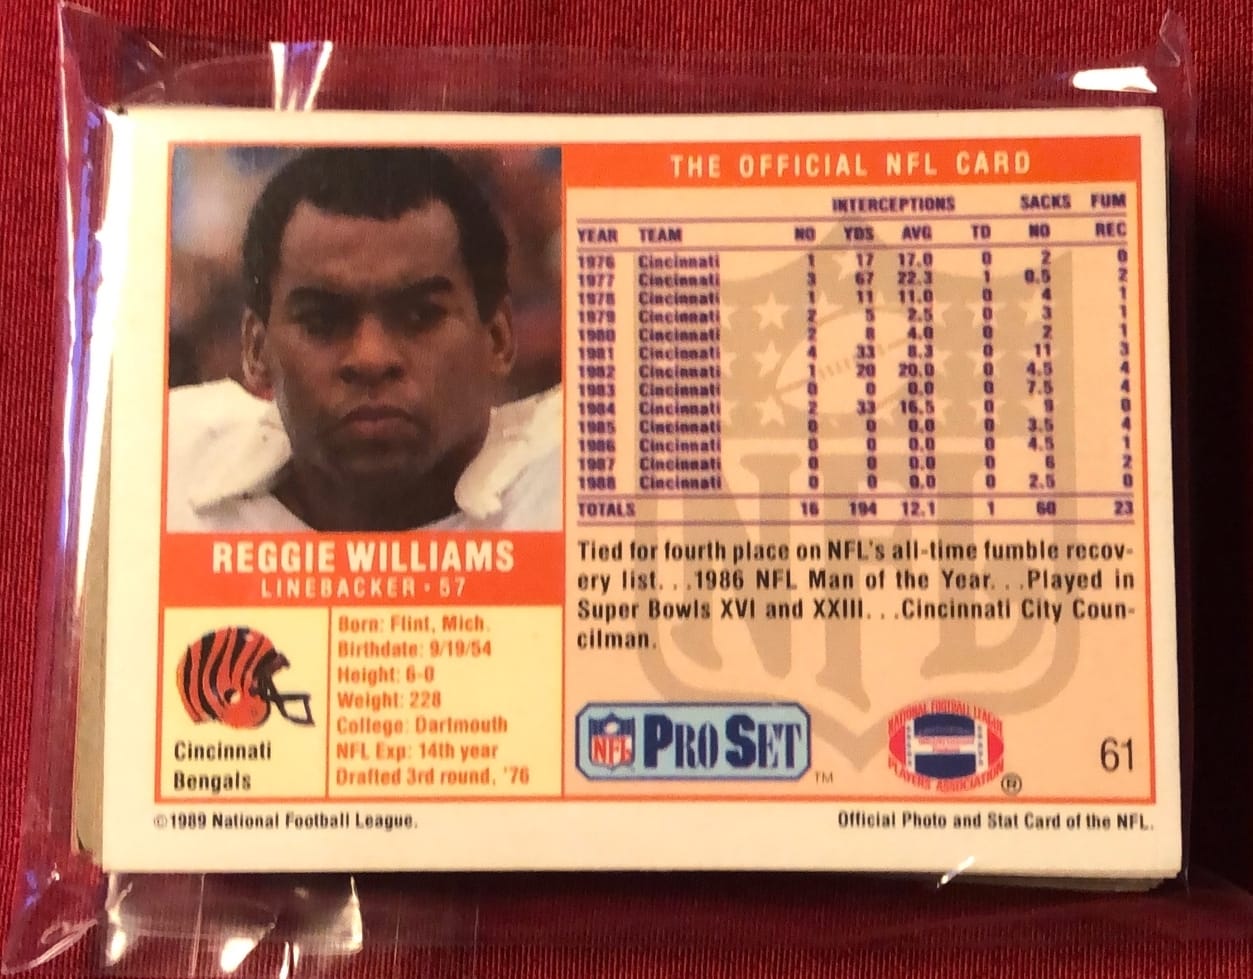 THE OFFICIAL NFL CARD
INTERCEPTIONS SACKS FUM
YEAR TEAM NO YDS AVG TD NO REC
1976 Cincinnati 1 17 17.0 0 2 0
1977 Cincinnati 3 67 22.3 1 0.5 2
1978 Cincinnati 1 11 11.0 0 4 1
1979 Cincinnati 2 5 2.5 0 3 1
1980 Cincinnati 2 8 4.0 0 2 1
1981 Cincinnati 4 33 8.3 0 11 3
1982 Cincinnati 1 20 20.0 0 4.5 4
1983 Cincinnati 0 0 0.0 0 7.5 4
1984 Cincinnati 2 33 16.5 0 9 0
1985 Cincinnati 0 0 0.0 0 3.5 4
1986 Cincinnati 0 0 0.0 0 4.5 1
1987 Cincinnati 0 0 0.0 0 6 2
1988 Cincinnati 0 0 0.0 0 2.5 0
TOTALS 16 194 12.1 1 60 23
Tied for fourth place on NFL's all-time fumble recov-
ery list. . .1986 NFL Man of the Year. . .Played in
Super Bowls XVI and XXIII. . .Cincinnati City Coun-
cilman.
NFL
REGGIE WILLIAMS
LINEBACKER • 57
Born: Flint, Mich.
Birthdate: 9/19/54
Height: 6-0
Weight: 228
College: Dartmouth
NFL Exp: 14th year
Drafted 3rd round, '76
Cincinnati
Bengals
NFL PRO SET TM
NATIONAL FOOTBALL LEAGUE
PLAYERS ASSOCIATION ®
61
©1989 National Football League.
Official Photo and Stat Card of the NFL.